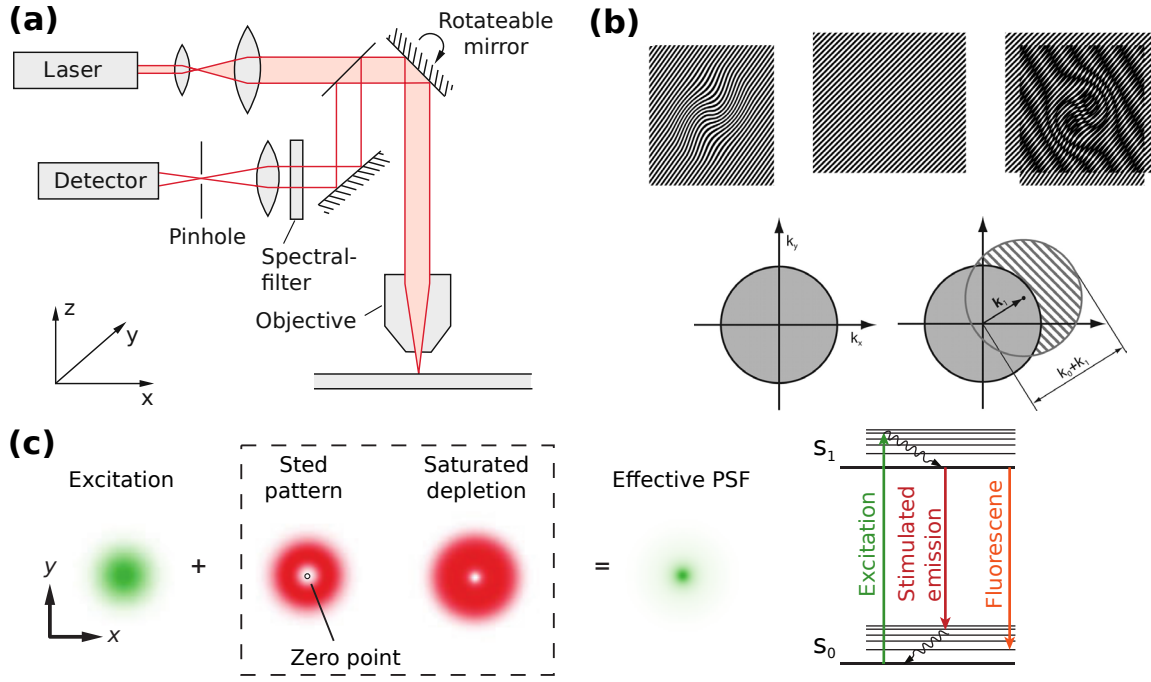 (a)
Laser
Rotateable
mirror
Detector
Pinhole
Spectral-
filter
Objective
z
y
x
(b)
k_y
k_x
k_1
k_0+k_1
(c)
Excitation
+
Sted
pattern
Saturated
depletion
Zero point
=
Effective PSF
y
x
S_1
Excitation
Stimulated
emission
Fluorescene
S_0